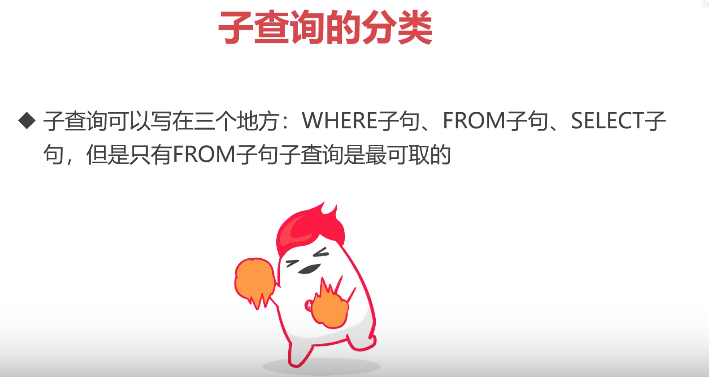 子查询的分类
◆ 子查询可以写在三个地方：WHERE子句、FROM子句、SELECT子
句，但是只有FROM子句子查询是最可取的